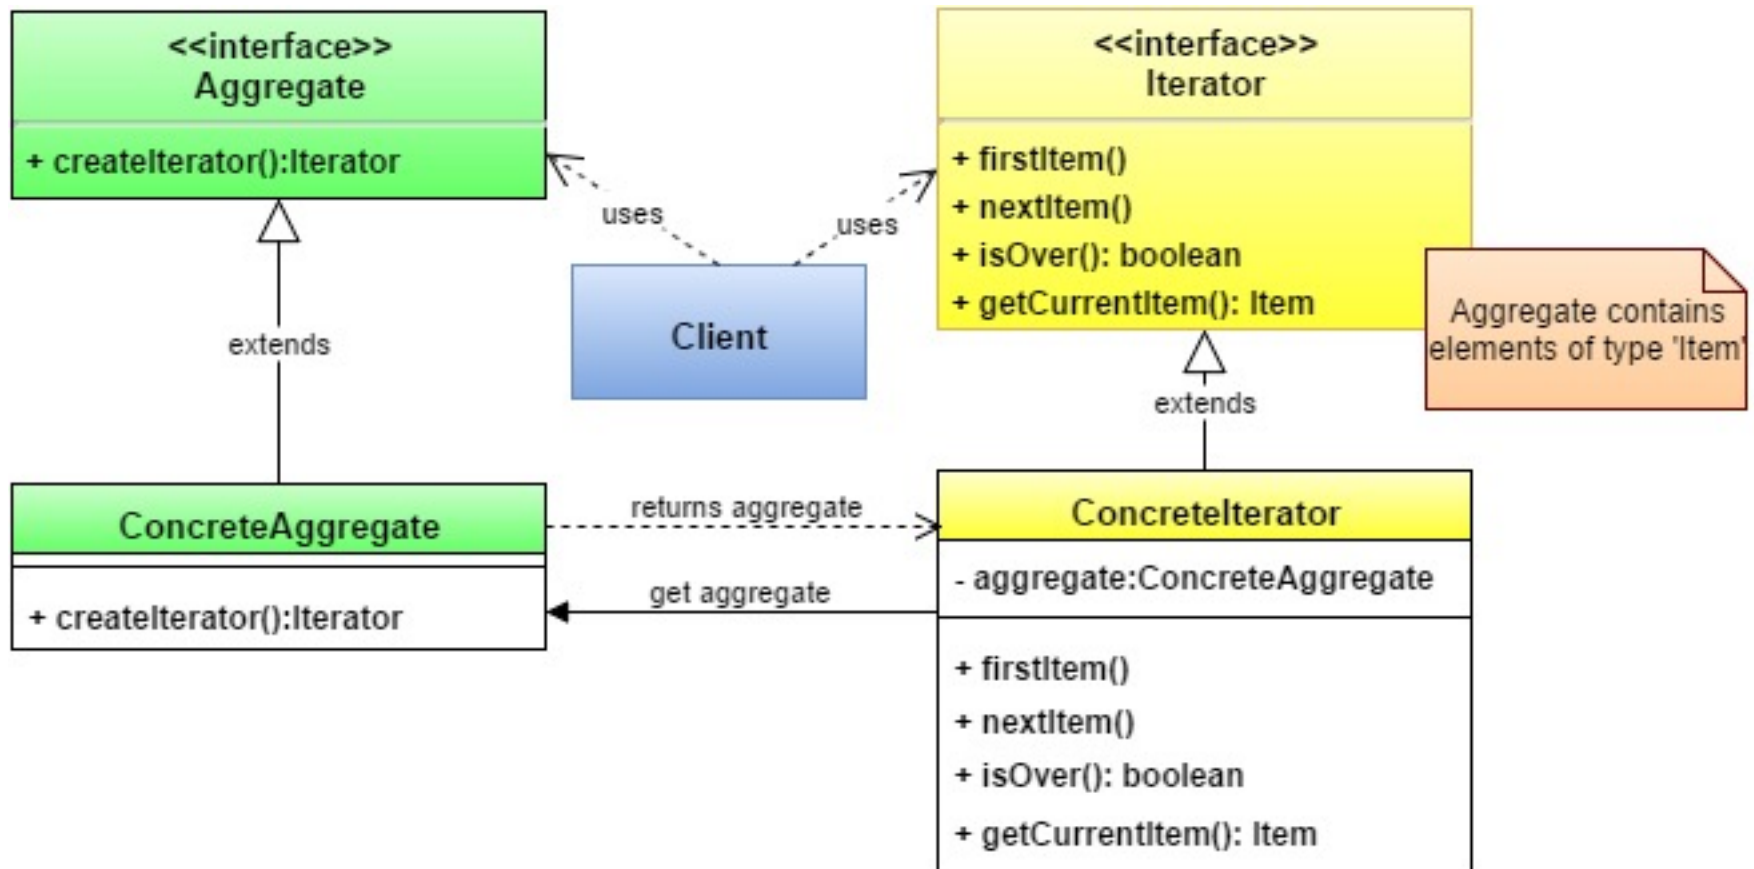 <<interface>>
Aggregate
+ createIterator():Iterator
<<interface>>
Iterator
+ firstItem()
+ nextItem()
+ isOver(): boolean
+ getCurrentItem(): Item
uses
uses
Client
Aggregate contains
elements of type 'Item'
extends
extends
ConcreteAggregate
+ createIterator():Iterator
returns aggregate
get aggregate
ConcreteIterator
- aggregate:ConcreteAggregate
+ firstItem()
+ nextItem()
+ isOver(): boolean
+ getCurrentItem(): Item